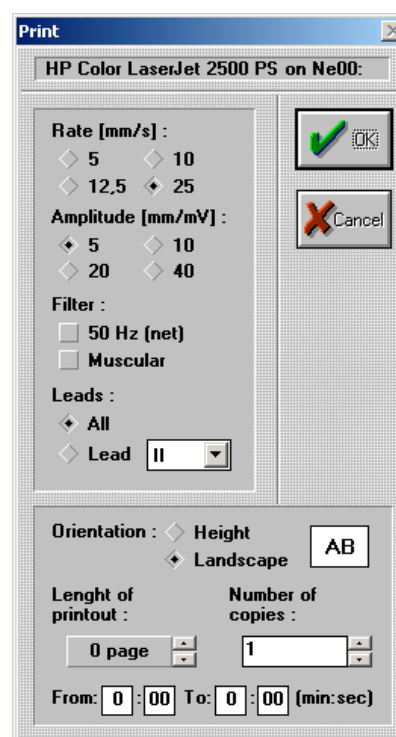 Print
HP Color LaserJet 2500 PS on Ne00:
Rate [mm/s] :
5 10
12,5 25
OK
Amplitude [mm/mV] :
5 10
20 40
Cancel
Filter :
50 Hz (net)
Muscular
Leads :
All
Lead II
Orientation : Height
Landscape
AB
Lenght of printout :
Number of copies :
0 page
1
From: 0 : 00 To: 0 : 00 (min:sec)